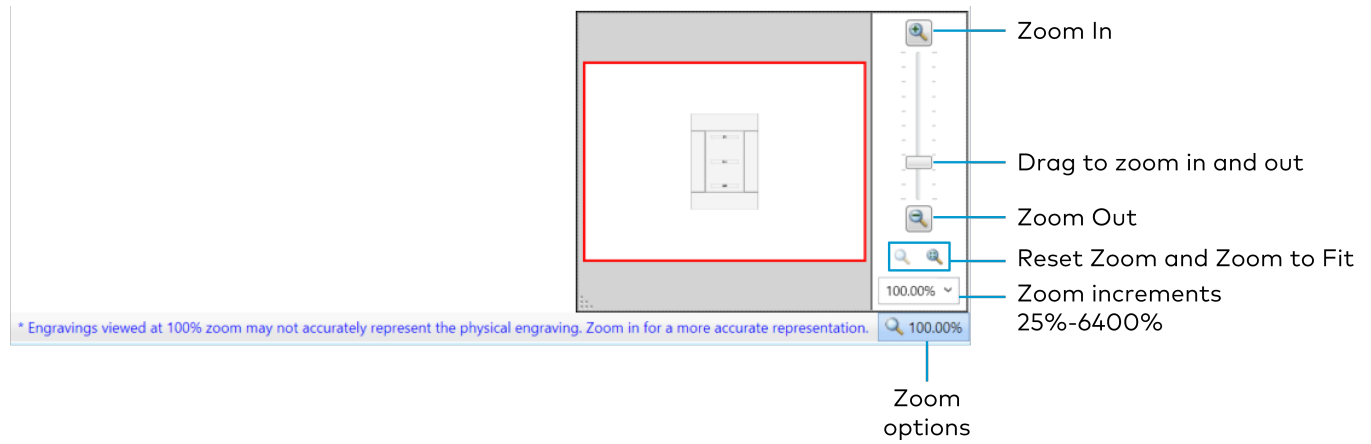 Zoom In
Drag to zoom in and out
Zoom Out
Reset Zoom and Zoom to Fit
100.00%
Zoom increments
25%-6400%
* Engravings viewed at 100% zoom may not accurately represent the physical engraving. Zoom in for a more accurate representation.
100.00%
Zoom
options